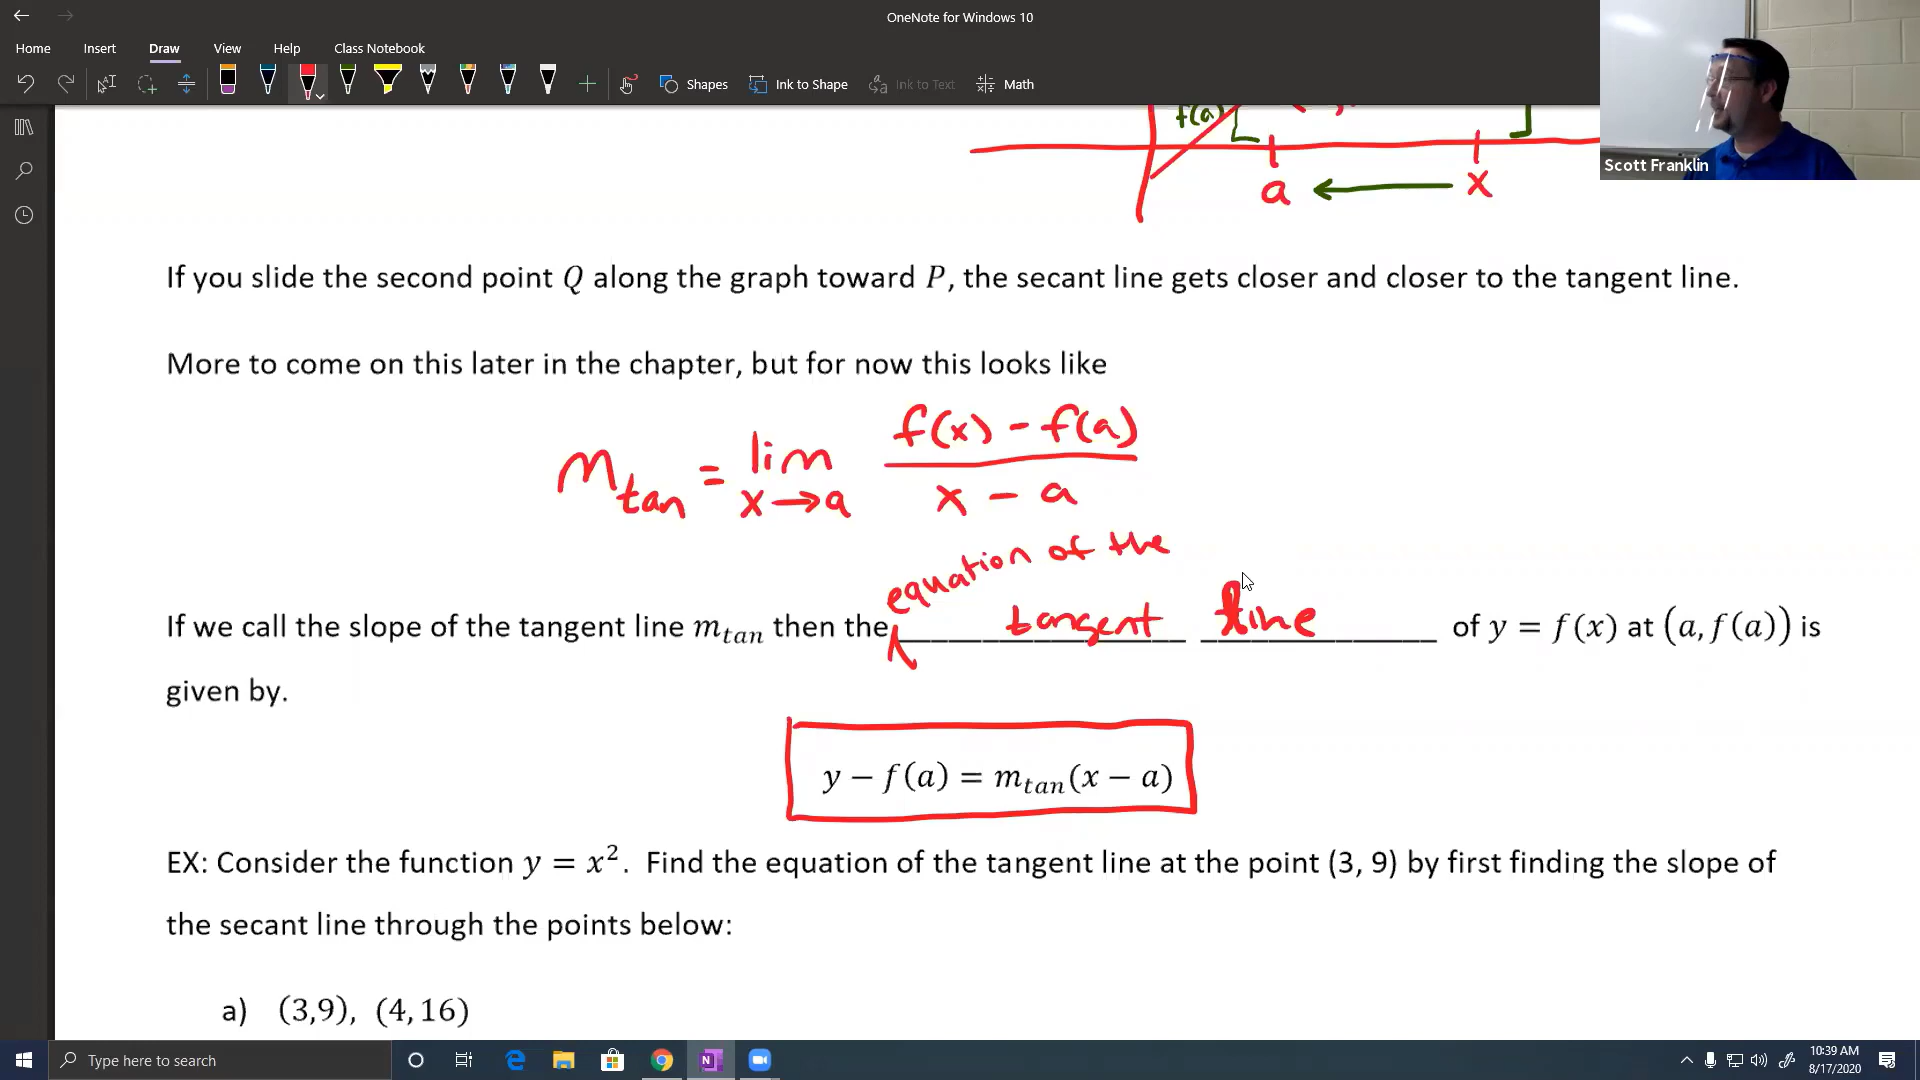 OneNote for Windows 10
Home Insert Draw View Help Class Notebook
Shapes Ink to Shape Ink to Text Math
Scott Franklin
f(a)
a x
If you slide the second point Q along the graph toward P, the secant line gets closer and closer to the tangent line.
More to come on this later in the chapter, but for now this looks like
m_tan = lim x→a (f(x) - f(a)) / (x - a)
equation of the
If we call the slope of the tangent line m_tan then the tangent line of y = f(x) at (a, f(a)) is
given by.
y − f(a) = m_tan(x − a)
EX: Consider the function y = x². Find the equation of the tangent line at the point (3, 9) by first finding the slope of
the secant line through the points below:
a) (3,9), (4,16)
Type here to search
10:39 AM
8/17/2020